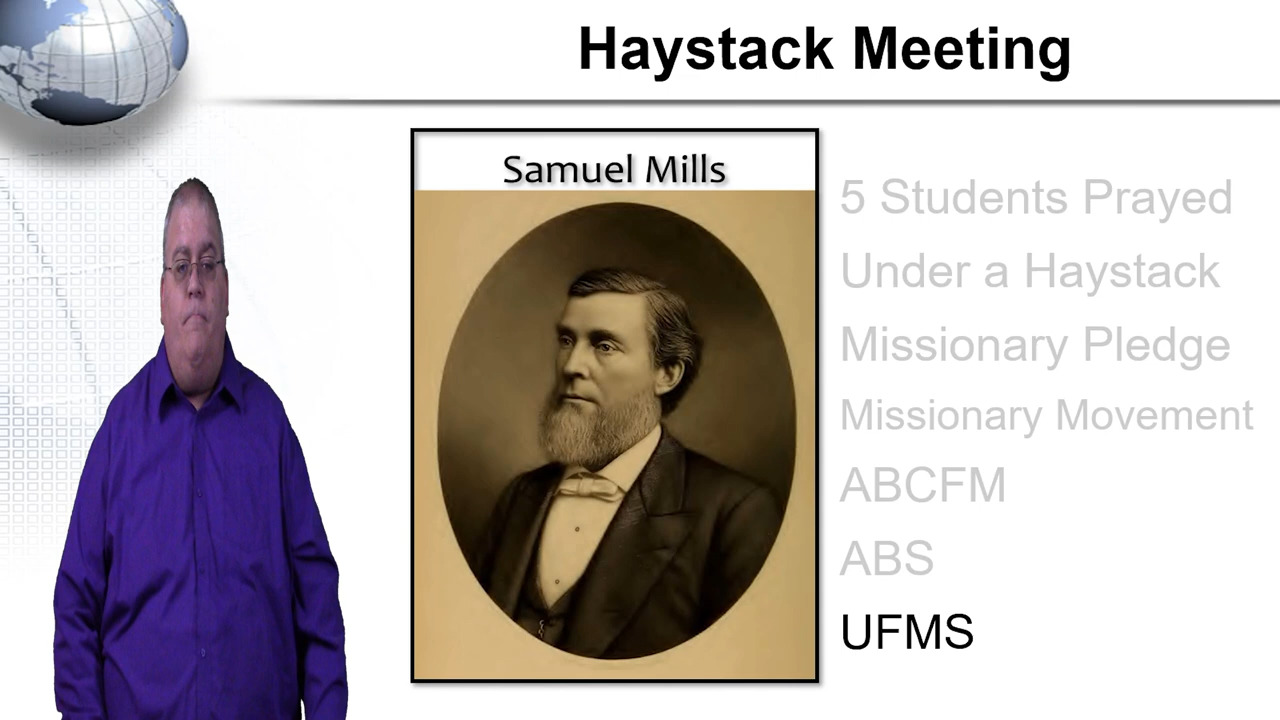 Haystack Meeting
Samuel Mills
5 Students Prayed
Under a Haystack
Missionary Pledge
Missionary Movement
ABCFM
ABS
UFMS